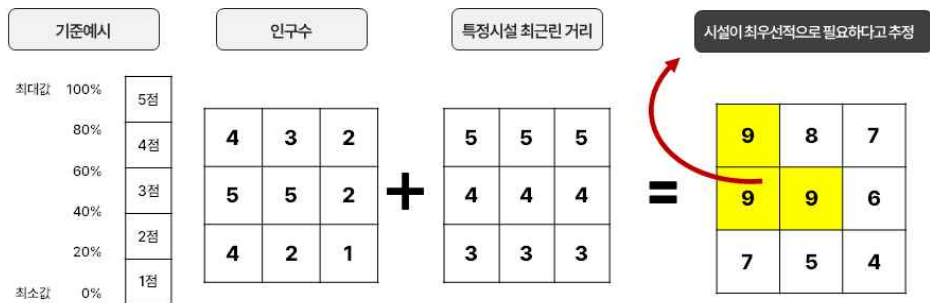 기준예시
인구수
특정시설 최근린 거리
시설이 최우선적으로 필요하다고 추정
최대값 100%
80%
60%
40%
20%
최소값 0%
5점
4점
3점
2점
1점
4 3 2
5 5 2
4 2 1
+
5 5 5
4 4 4
3 3 3
=
9 8 7
9 9 6
7 5 4